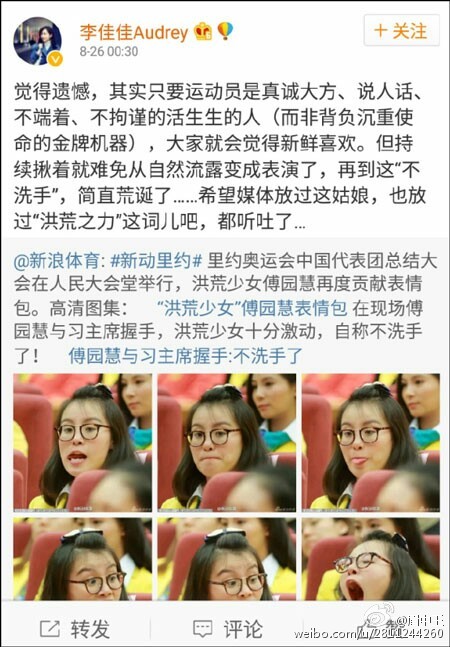 李佳佳Audrey
8-26 00:30
+ 关注
觉得遗憾，其实只要运动员是真诚大方、说人话、
不端着、不拘谨的活生生的人（而非背负沉重使
命的金牌机器），大家就会觉得新鲜喜欢。但持
续揪着就难免从自然流露变成表演了，再到这“不
洗手”，简直荒诞了……希望媒体放过这姑娘，也放
过“洪荒之力”这词儿吧，都听吐了…
@新浪体育: #新动里约# 里约奥运会中国代表团总结大
会在人民大会堂举行，洪荒少女傅园慧再度贡献表情
包。高清图集： “洪荒少女”傅园慧表情包 在现场傅
园慧与习主席握手，洪荒少女十分激动，自称不洗手
了！ 傅园慧与习主席握手:不洗手了
转发
评论
weibo.com/u/2811244260